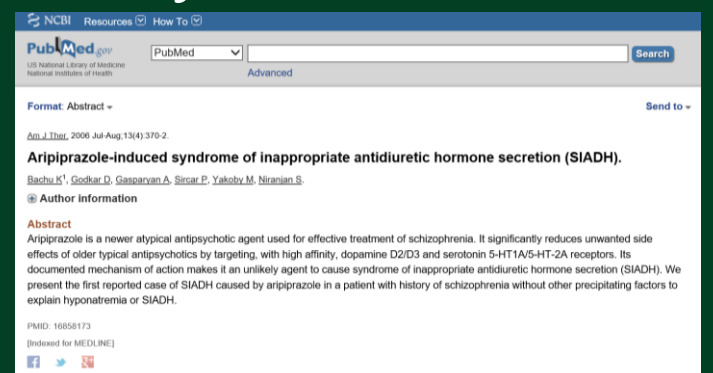 NCBI Resources How To
PubMed.gov
US National Library of Medicine
National Institutes of Health
PubMed
Search
Advanced
Format: Abstract
Send to
Am J Ther. 2006 Jul-Aug;13(4):370-2.
Aripiprazole-induced syndrome of inappropriate antidiuretic hormone secretion (SIADH).
Bachu K1, Godkar D, Gasparyan A, Sircar P, Yakoby M, Niranjan S.
Author information
Abstract
Aripiprazole is a newer atypical antipsychotic agent used for effective treatment of schizophrenia. It significantly reduces unwanted side
effects of older typical antipsychotics by targeting, with high affinity, dopamine D2/D3 and serotonin 5-HT1A/5-HT-2A receptors. Its
documented mechanism of action makes it an unlikely agent to cause syndrome of inappropriate antidiuretic hormone secretion (SIADH). We
present the first reported case of SIADH caused by aripiprazole in a patient with history of schizophrenia without other precipitating factors to
explain hyponatremia or SIADH.
PMID: 16858173
[Indexed for MEDLINE]